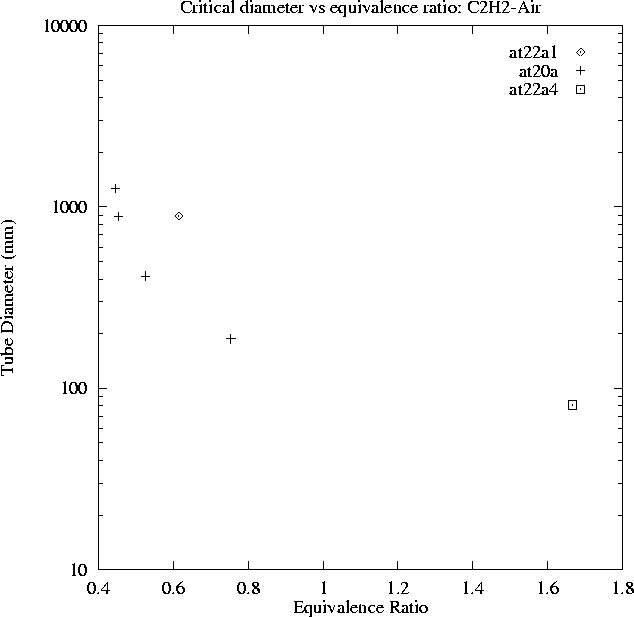 Critical diameter vs equivalence ratio: C2H2-Air
10000
at22a1
at20a
at22a4
1000
Tube Diameter (mm)
100
10
0.4 0.6 0.8 1 1.2 1.4 1.6 1.8
Equivalence Ratio